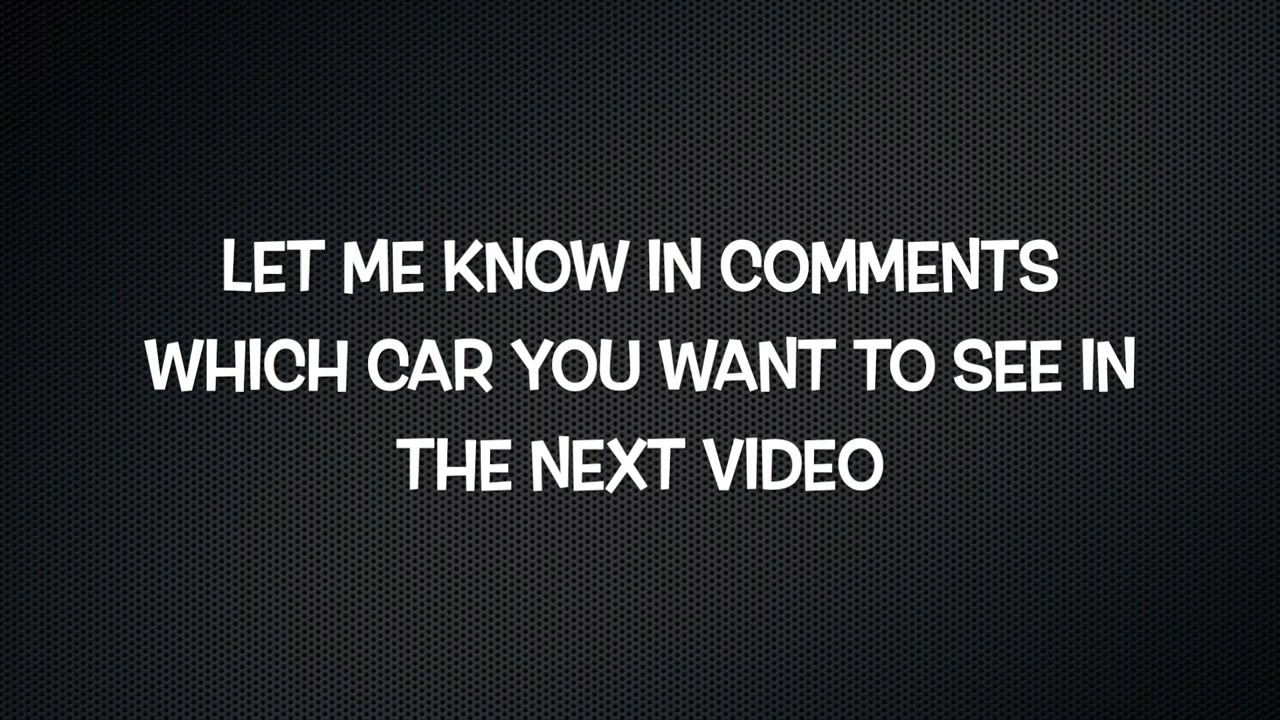 LET ME KNOW IN COMMENTS
WHICH CAR YOU WANT TO SEE IN
THE NEXT VIDEO